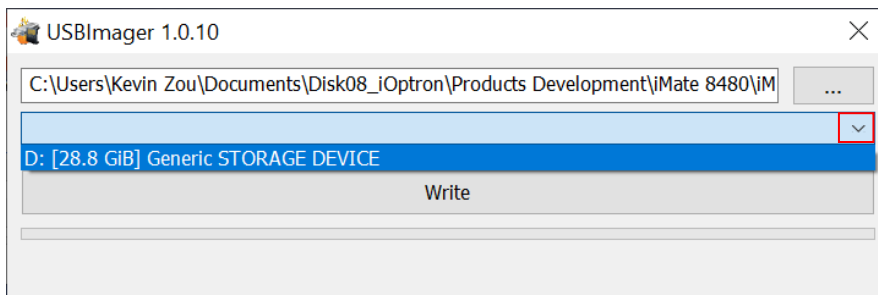 USBImager 1.0.10
C:\Users\Kevin Zou\Documents\Disk08_iOptron\Products Development\iMate 8480\iM
...
D: [28.8 GiB] Generic STORAGE DEVICE
Write